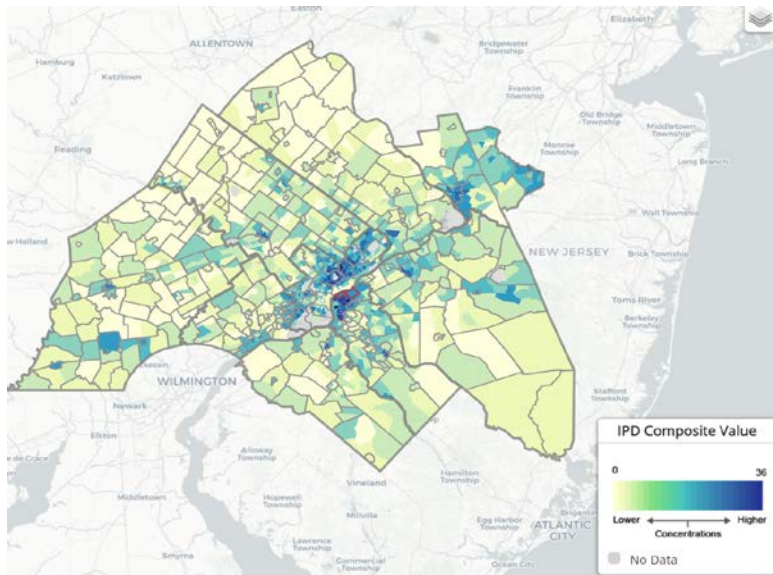 Easton
ALLENTOWN
Elizabeth
Hamburg
Kutztown
Bridgewater
Township
Franklin
Township
Old Bridge
Township
Middletown
Township
Reading
Monroe
Township
Long Branch
Wall Township
New Holland
NEW JERSEY
Brick Township
Toms River
Berkeley
Township
WILMINGTON
Newark
Stafford
Township
Elkton
Alloway
Township
Hamilton
Township
Vineland
Middletown
Hopewell
Township
Millville
Egg Harbor
Township
ATLANTIC
CITY
Smyrna
Lawrence
Township
Commercial
Township
Ocean City
IPD Composite Value
0 36
Lower Higher
Concentrations
No Data